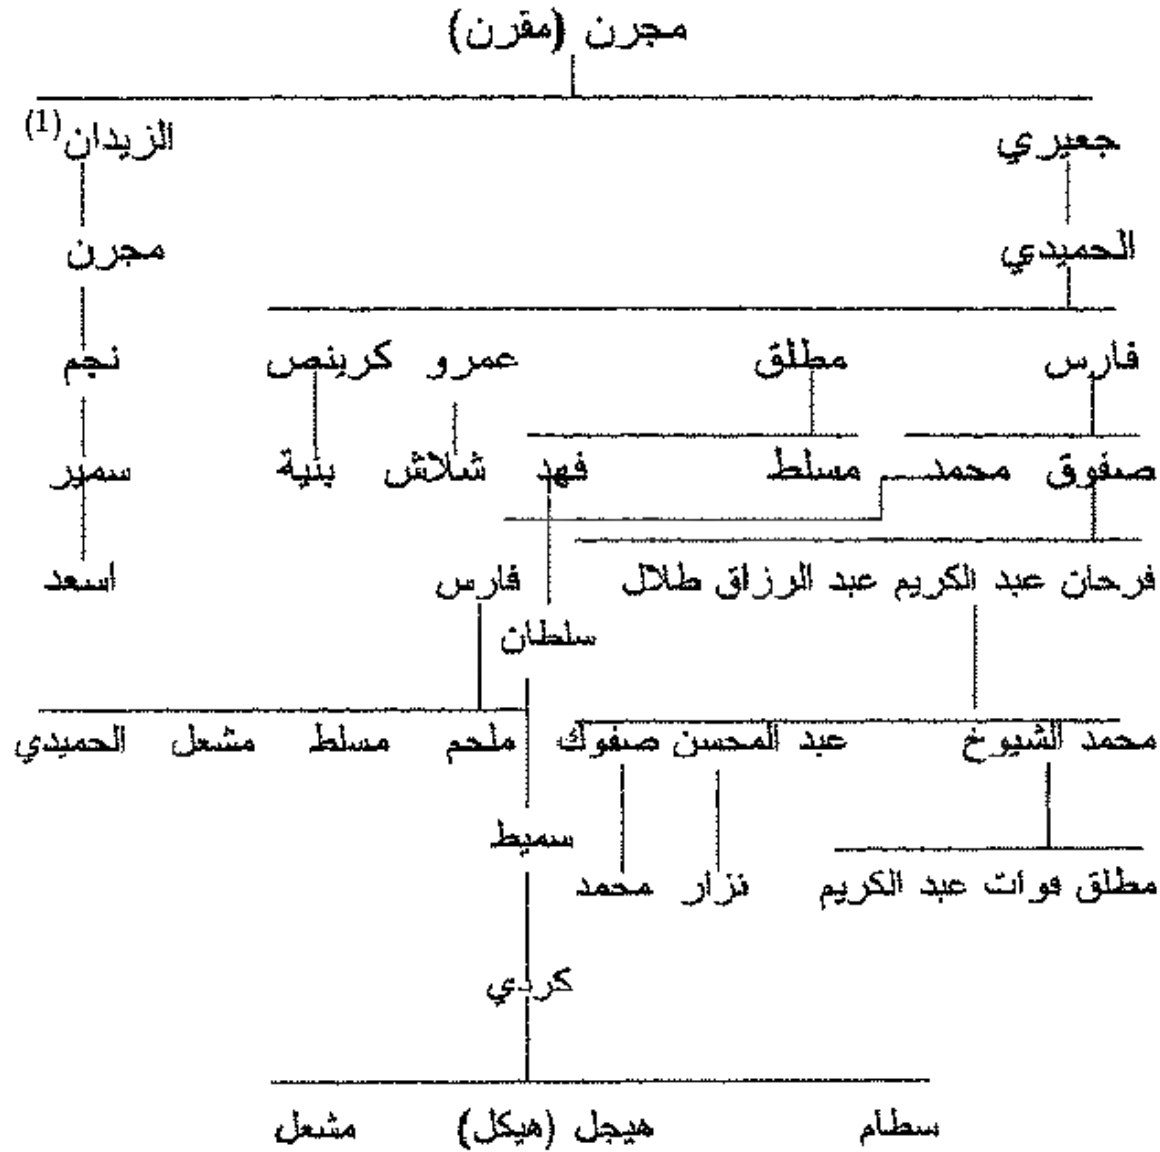 مجرن (مقرن)
جعيري الزيدان(1)
الحميدي مجرن
فارس مطلق عمرو كرينص نجم
صفوق محمد مسلط فهد شلاش بنية سمير
فرحان عبد الكريم عبد الرزاق طلال فارس اسعد
سلطان
محمد الشيوخ عبد المحسن صفوك ملحم مسلط مشعل الحميدي
سميط
مطلق فوات عبد الكريم نزار محمد
كردي
سطام هيجل (هيكل) مشعل